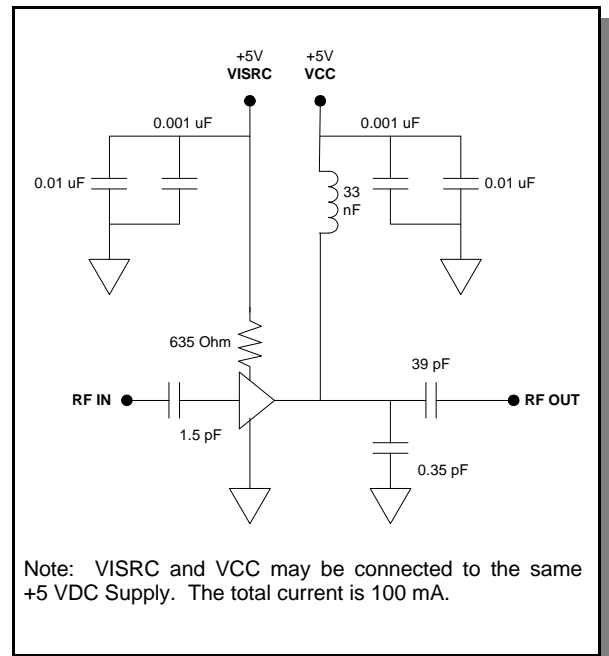 +5V
VISRC
+5V
VCC
0.001 uF
0.001 uF
0.01 uF
33
nF
0.01 uF
635 Ohm
39 pF
RF IN
RF OUT
1.5 pF
0.35 pF
Note: VISRC and VCC may be connected to the same
+5 VDC Supply. The total current is 100 mA.